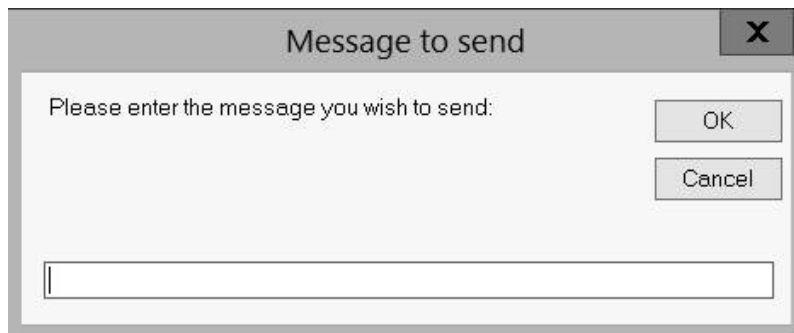 Message to send
X
Please enter the message you wish to send:
OK
Cancel